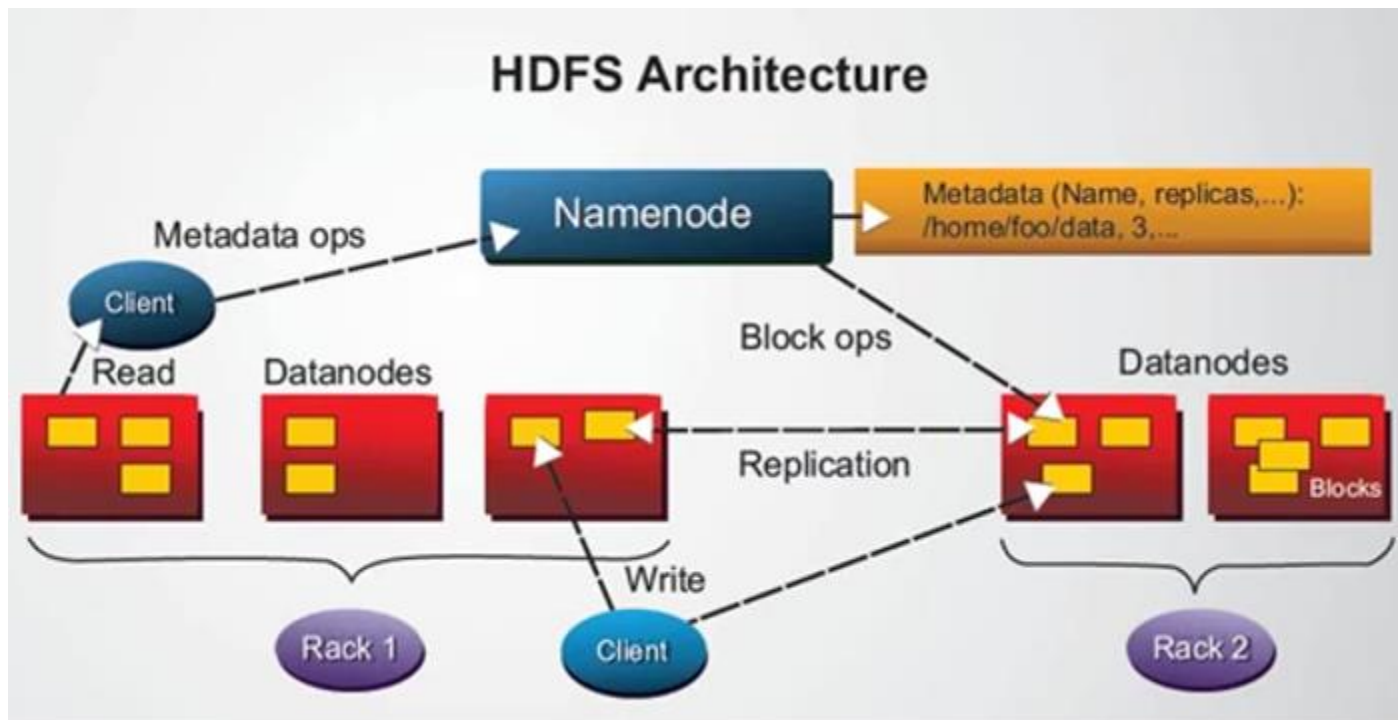 HDFS Architecture
Namenode
Metadata (Name, replicas,...):
/home/foo/data, 3,...
Metadata ops
Client
Block ops
Read
Datanodes
Datanodes
Replication
Blocks
Write
Rack 1
Client
Rack 2